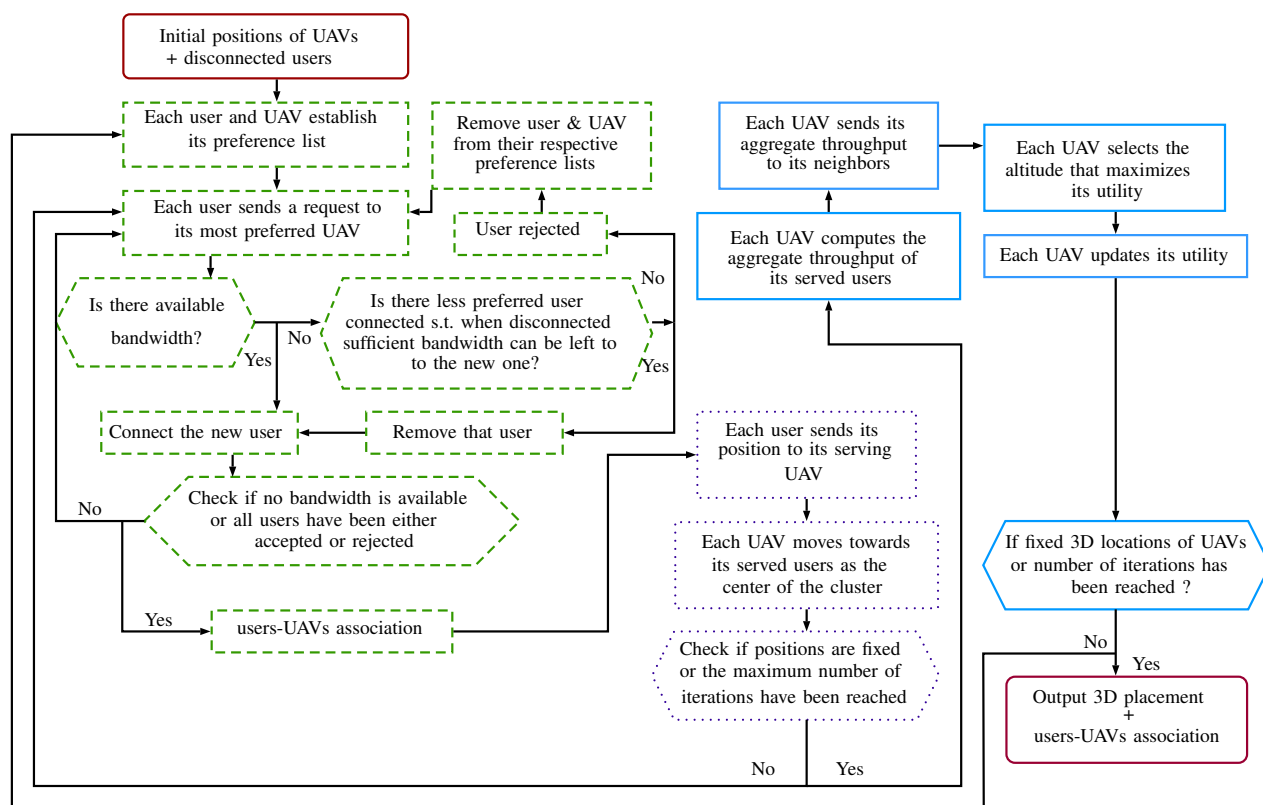 Initial positions of UAVs
+ disconnected users
Each user and UAV establish
its preference list
Remove user & UAV
from their respective
preference lists
Each user sends a request to
its most preferred UAV
User rejected
Is there available
bandwidth?
No
Yes
Is there less preferred user
connected s.t. when disconnected
sufficient bandwidth can be left to
to the new one?
No
Yes
Connect the new user
Remove that user
Check if no bandwidth is available
or all users have been either
accepted or rejected
No
Yes
users-UAVs association
Each user sends its
position to its serving
UAV
Each UAV moves towards
its served users as the
center of the cluster
Check if positions are fixed
or the maximum number of
iterations have been reached
No
Yes
Each UAV computes the
aggregate throughput of
its served users
Each UAV sends its
aggregate throughput
to its neighbors
Each UAV selects the
altitude that maximizes
its utility
Each UAV updates its utility
If fixed 3D locations of UAVs
or number of iterations has
been reached ?
No
Yes
Output 3D placement
+
users-UAVs association